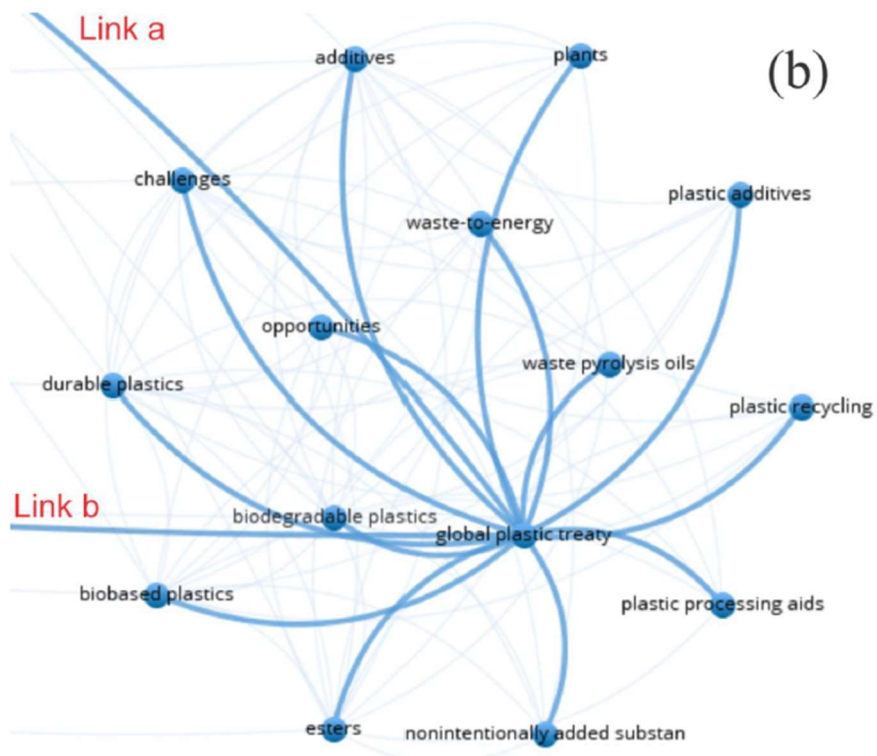 Link a
additives
plants
(b)
challenges
plastic additives
waste-to-energy
opportunities
waste pyrolysis oils
durable plastics
plastic recycling
Link b
biodegradable plastics
global plastic treaty
biobased plastics
plastic processing aids
esters
nonintentionally added substan